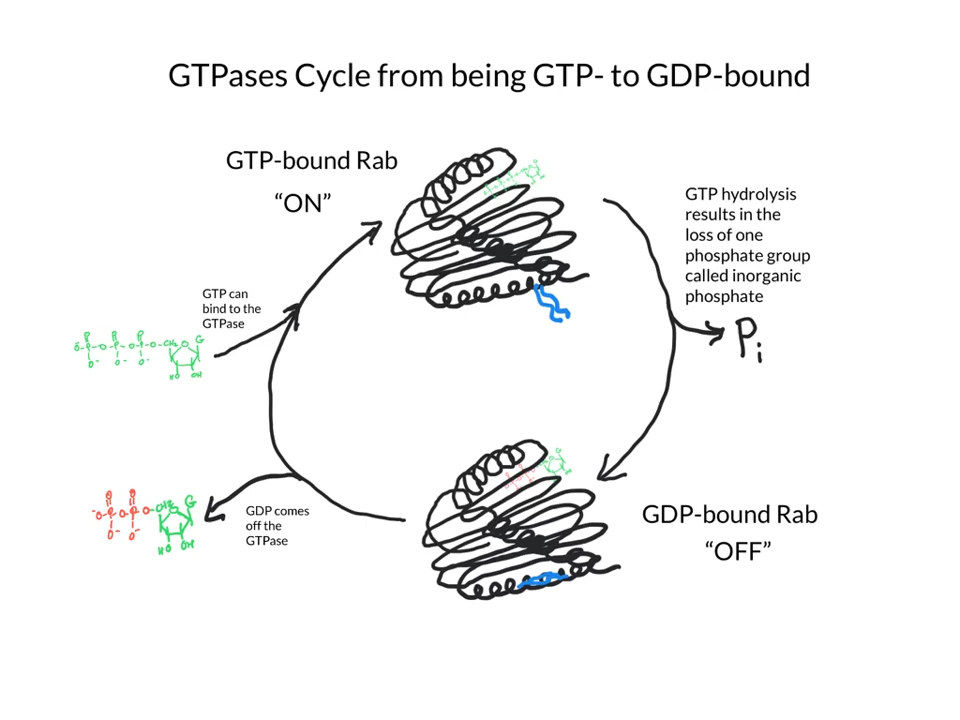 GTPases Cycle from being GTP- to GDP-bound
GTP-bound Rab
“ON”
GTP hydrolysis
results in the
loss of one
phosphate group
called inorganic
phosphate
Pi
GTP can
bind to the
GTPase
GDP comes
off the
GTPase
GDP-bound Rab
“OFF”